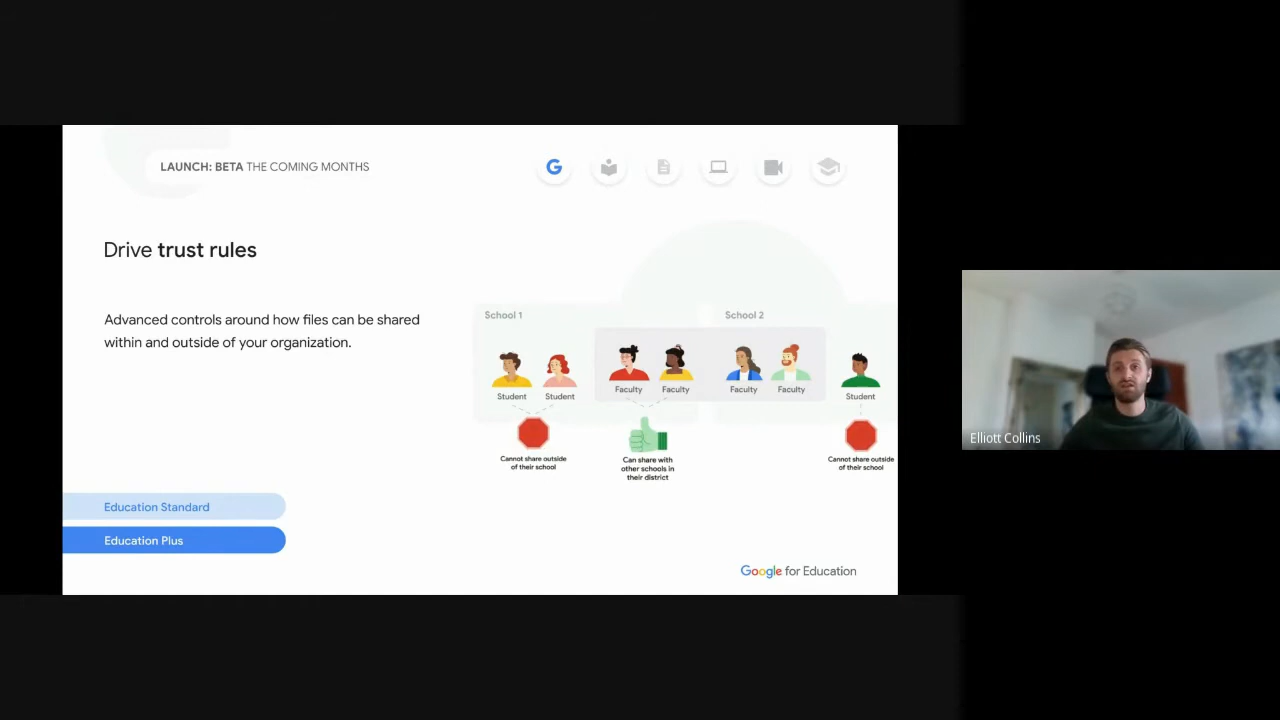 LAUNCH: BETA THE COMING MONTHS
G
Drive trust rules
Advanced controls around how files can be shared
within and outside of your organization.
School 1
School 2
Student
Student
Faculty
Faculty
Faculty
Faculty
Student
Cannot share outside
of their school
Can share with
other schools in
their district
Cannot share outside
of their school
Education Standard
Education Plus
Google for Education
Elliott Collins